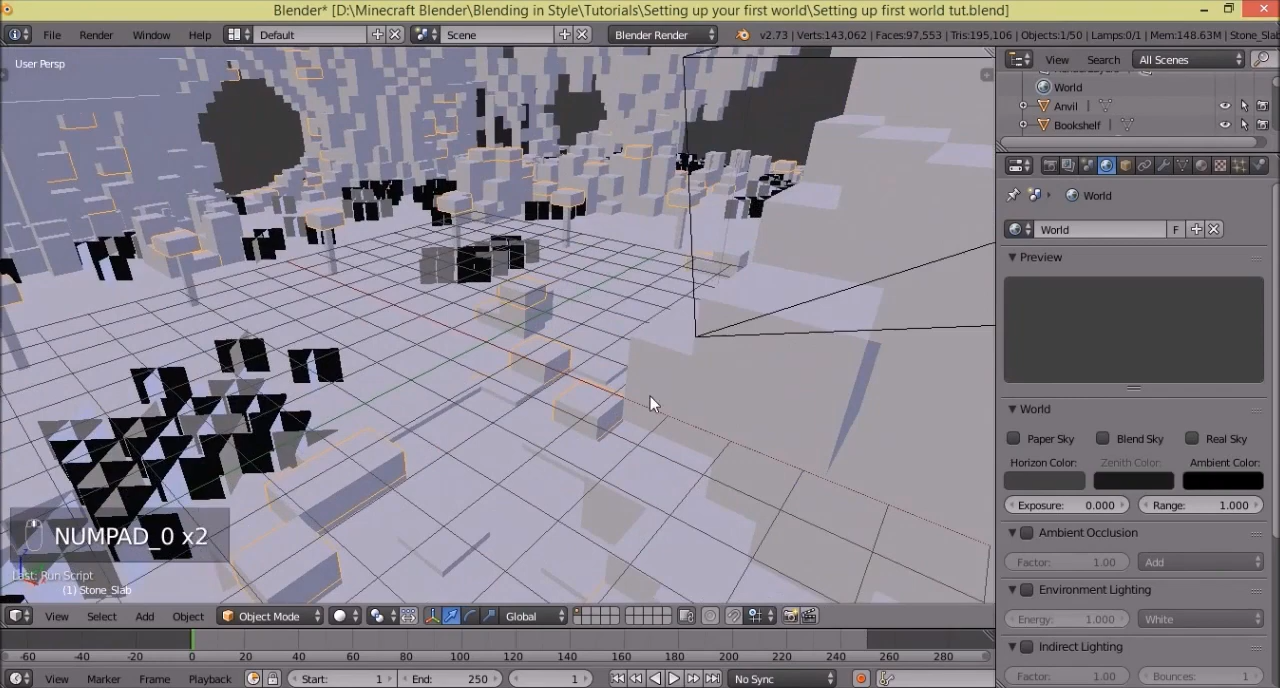 Blender* [D:\Minecraft Blender\Blending in Style\Tutorials\Setting up your first world\Setting up first world tut.blend]
File Render Window Help Default Scene Blender Render v2.73 | Verts:143,062 | Faces:97,553 | Tris:195,106 | Objects:1/50 | Lamps:0/1 | Mem:148.63M | Stone_Slab
User Persp
View Search All Scenes
World
Anvil
Bookshelf
World
World F
Preview
World
Paper Sky Blend Sky Real Sky
Horizon Color: Zenith Color: Ambient Color:
Exposure: 0.000 Range: 1.000
Ambient Occlusion
Factor: 1.00 Add
Environment Lighting
Energy: 1.000 White
Indirect Lighting
Factor: 1.00 Bounces: 1
NUMPAD_0 x2
Last: Run Script
(1) Stone_Slab
View Select Add Object Object Mode Global
-60 -40 -20 0 20 40 60 80 100 120 140 160 180 200 220 240 260 280
View Marker Frame Playback Start: 1 End: 250 1 No Sync